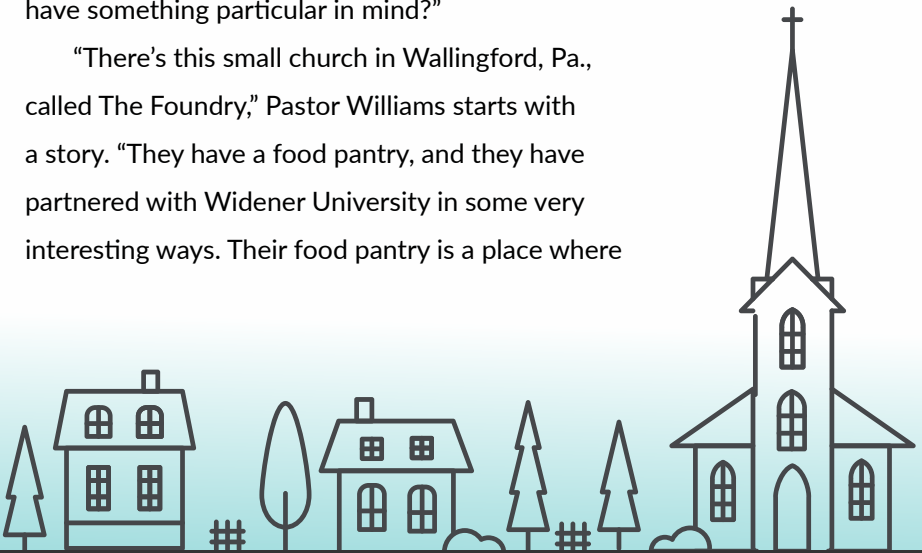 have something particular in mind?”
“There’s this small church in Wallingford, Pa.,
called The Foundry,” Pastor Williams starts with
a story. “They have a food pantry, and they have
partnered with Widener University in some very
interesting ways. Their food pantry is a place where